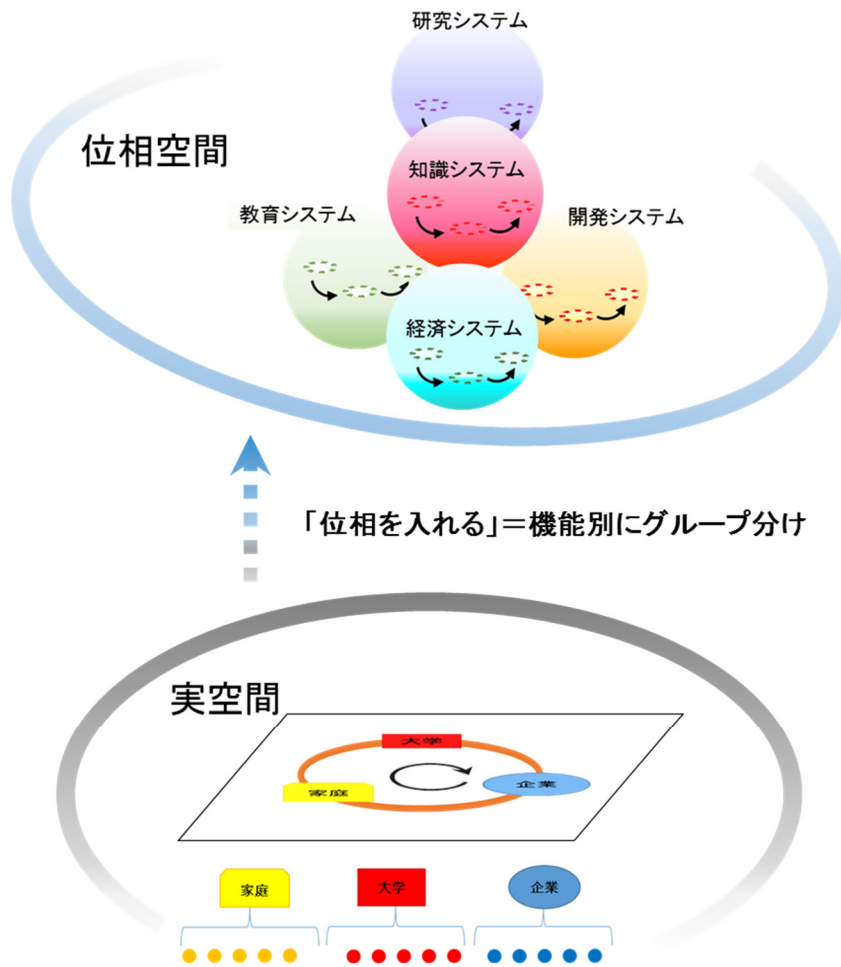 研究システム
位相空間
知識システム
教育システム
開発システム
経済システム
「位相を入れる」＝機能別にグループ分け
実空間
大学
家庭
企業
家庭
大学
企業